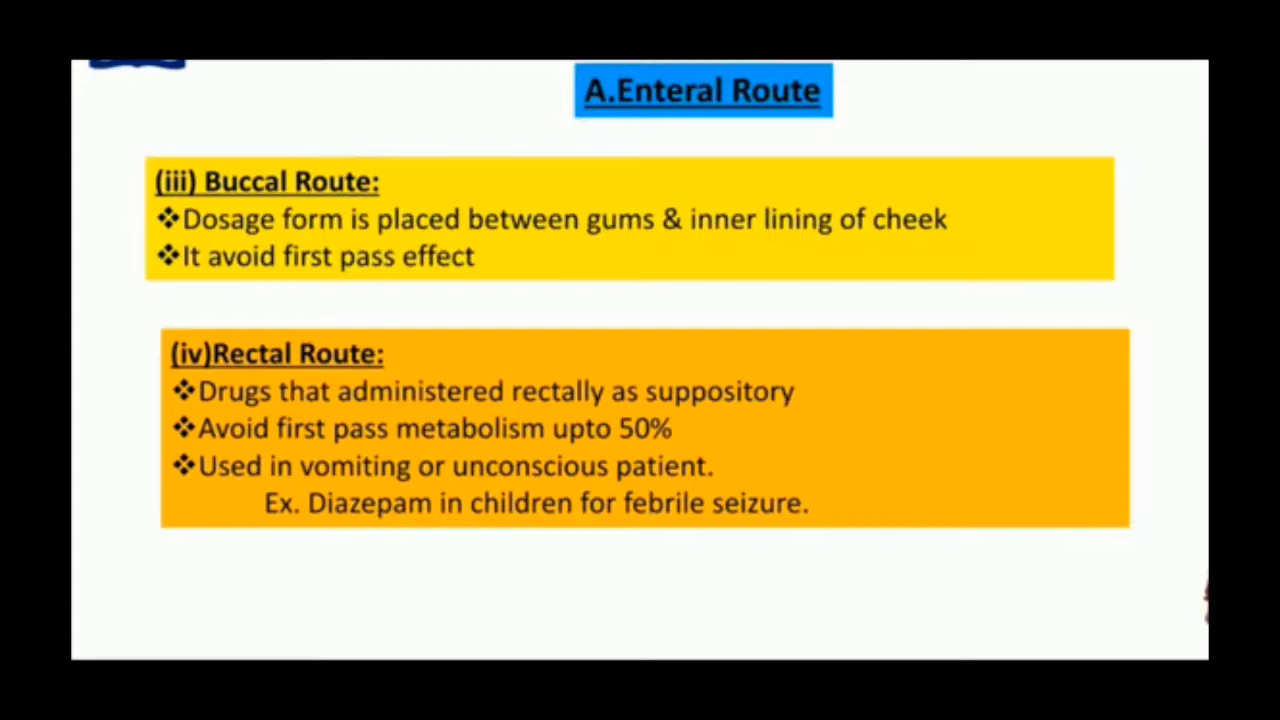 A.Enteral Route
(iii) Buccal Route:
❖Dosage form is placed between gums & inner lining of cheek
❖It avoid first pass effect
(iv)Rectal Route:
❖Drugs that administered rectally as suppository
❖Avoid first pass metabolism upto 50%
❖Used in vomiting or unconscious patient.
Ex. Diazepam in children for febrile seizure.